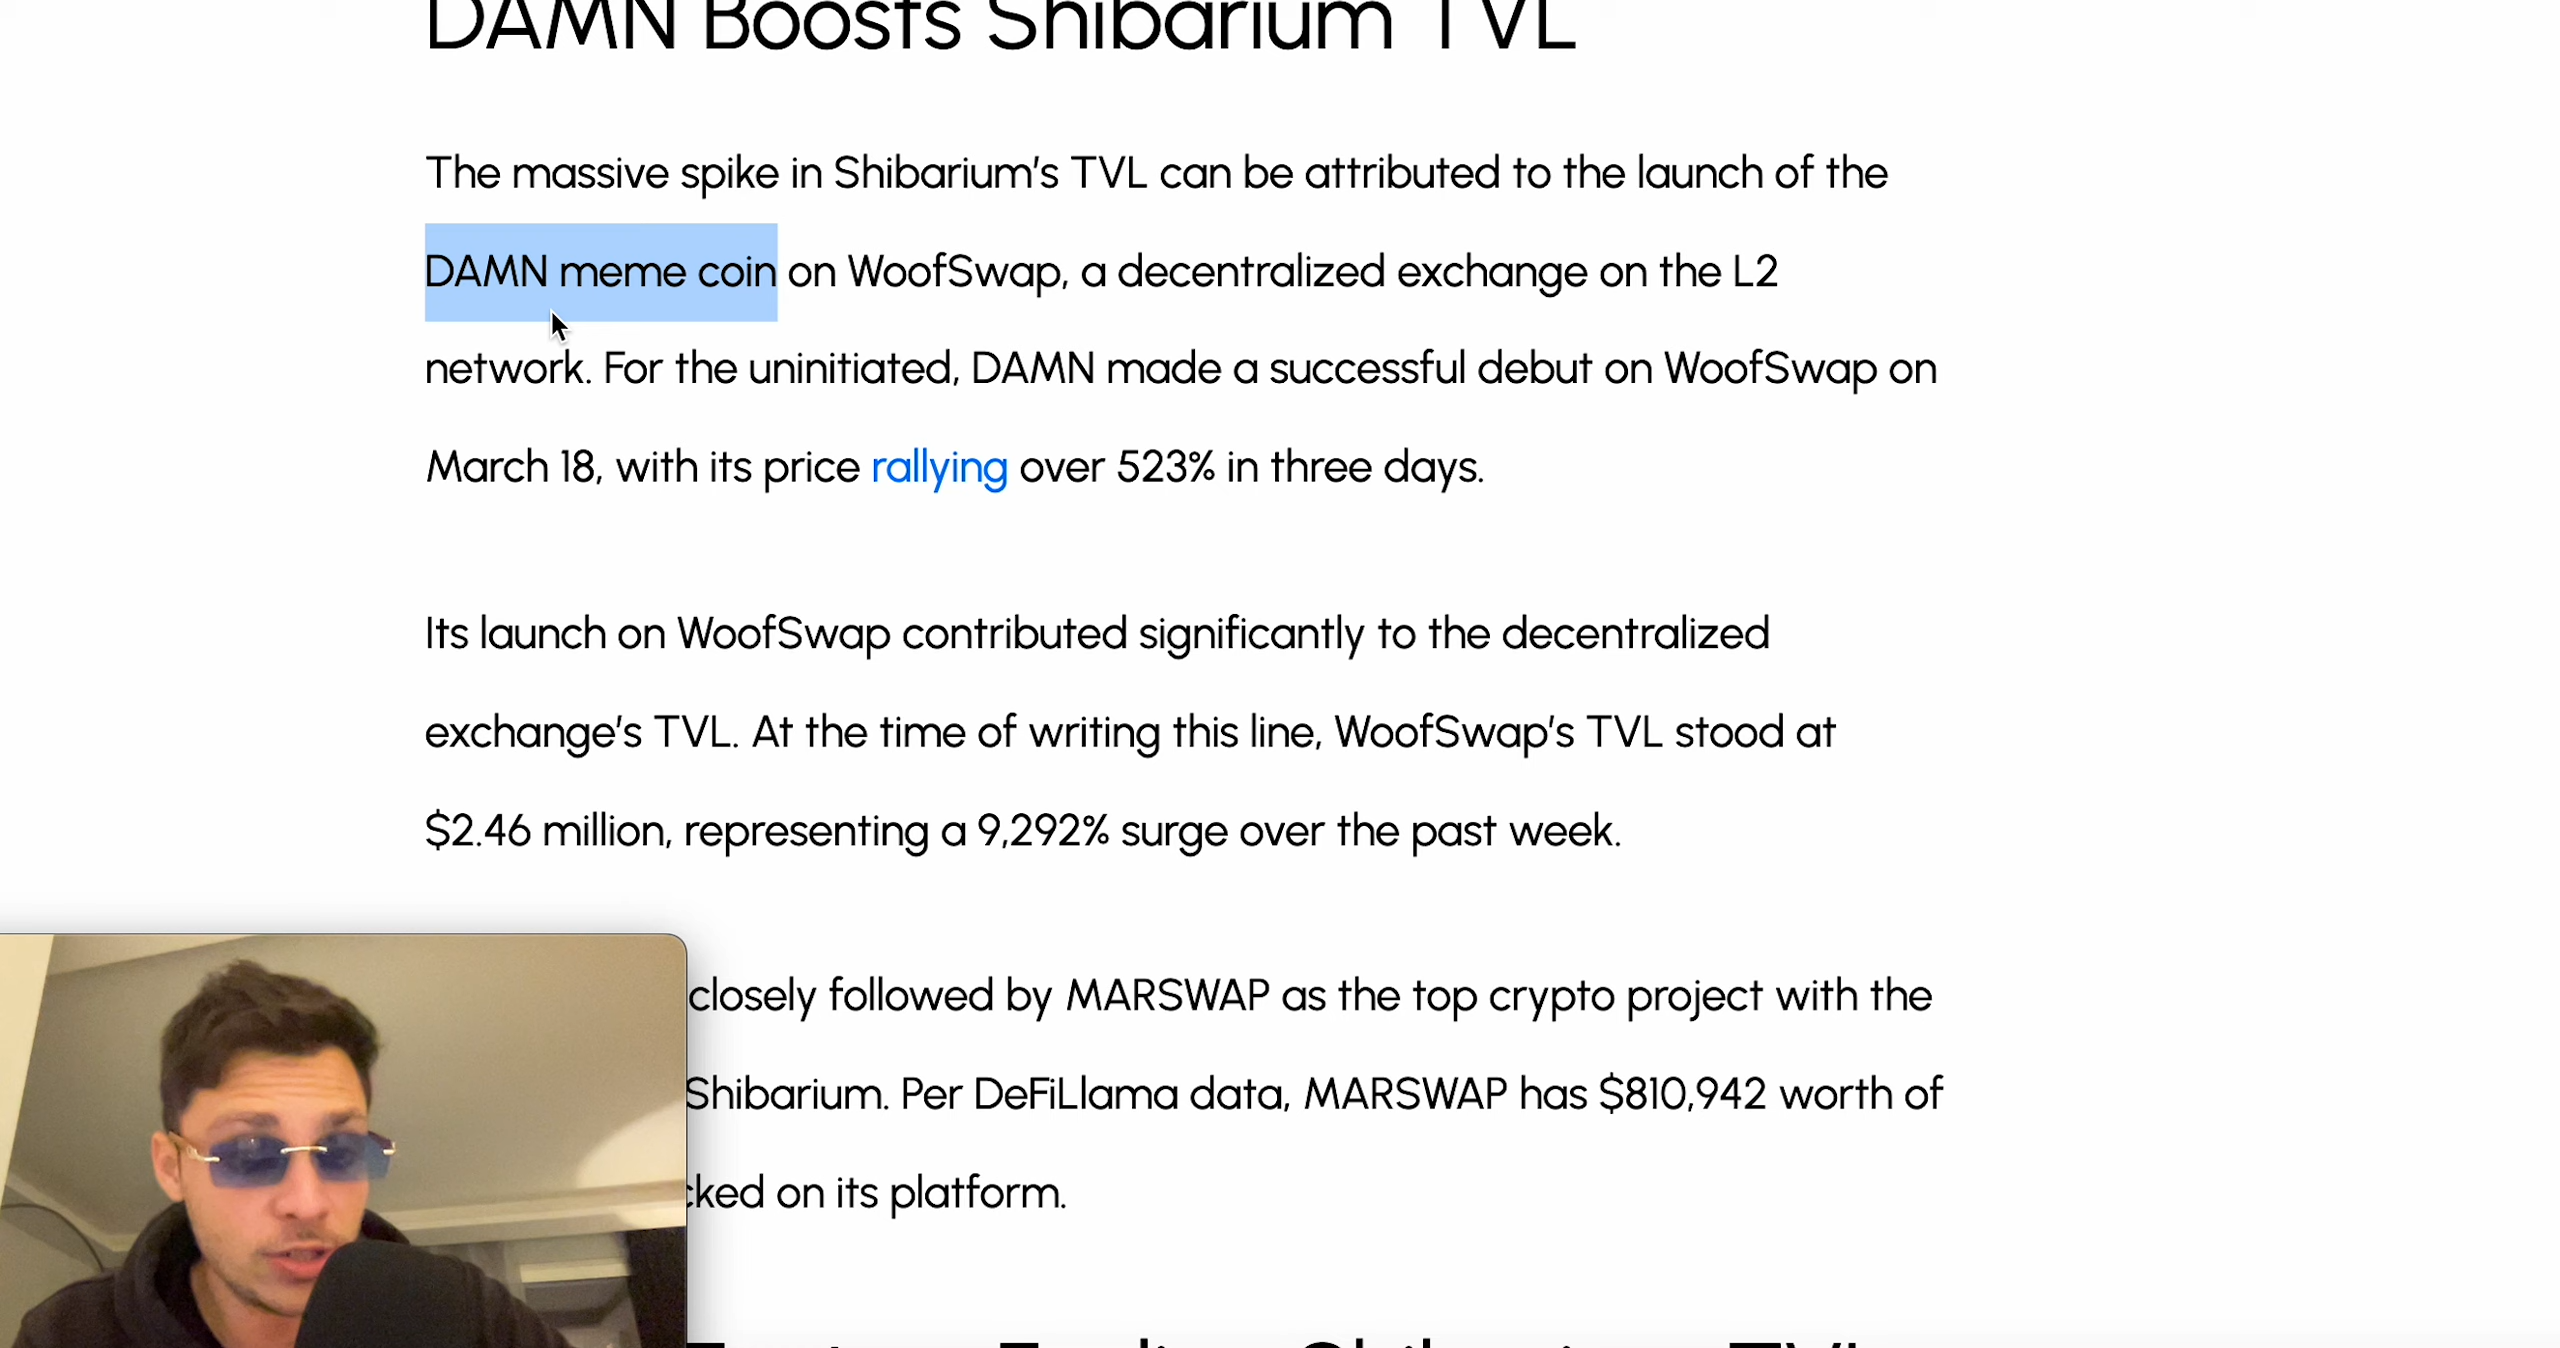 DAMN Boosts Shibarium TVL
The massive spike in Shibarium's TVL can be attributed to the launch of the
DAMN meme coin on WoofSwap, a decentralized exchange on the L2
network. For the uninitiated, DAMN made a successful debut on WoofSwap on
March 18, with its price rallying over 523% in three days.
Its launch on WoofSwap contributed significantly to the decentralized
exchange's TVL. At the time of writing this line, WoofSwap's TVL stood at
$2.46 million, representing a 9,292% surge over the past week.
closely followed by MARSWAP as the top crypto project with the
Shibarium. Per DeFiLlama data, MARSWAP has $810,942 worth of
cked on its platform.